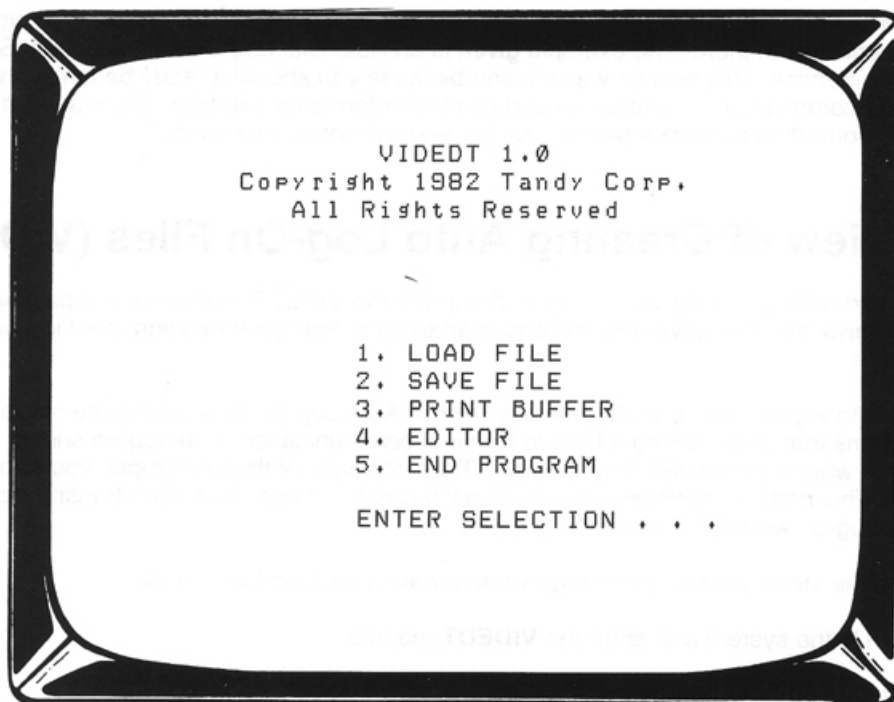 VIDEDT 1.0
Copyright 1982 Tandy Corp.
All Rights Reserved
1. LOAD FILE
2. SAVE FILE
3. PRINT BUFFER
4. EDITOR
5. END PROGRAM
ENTER SELECTION . . .